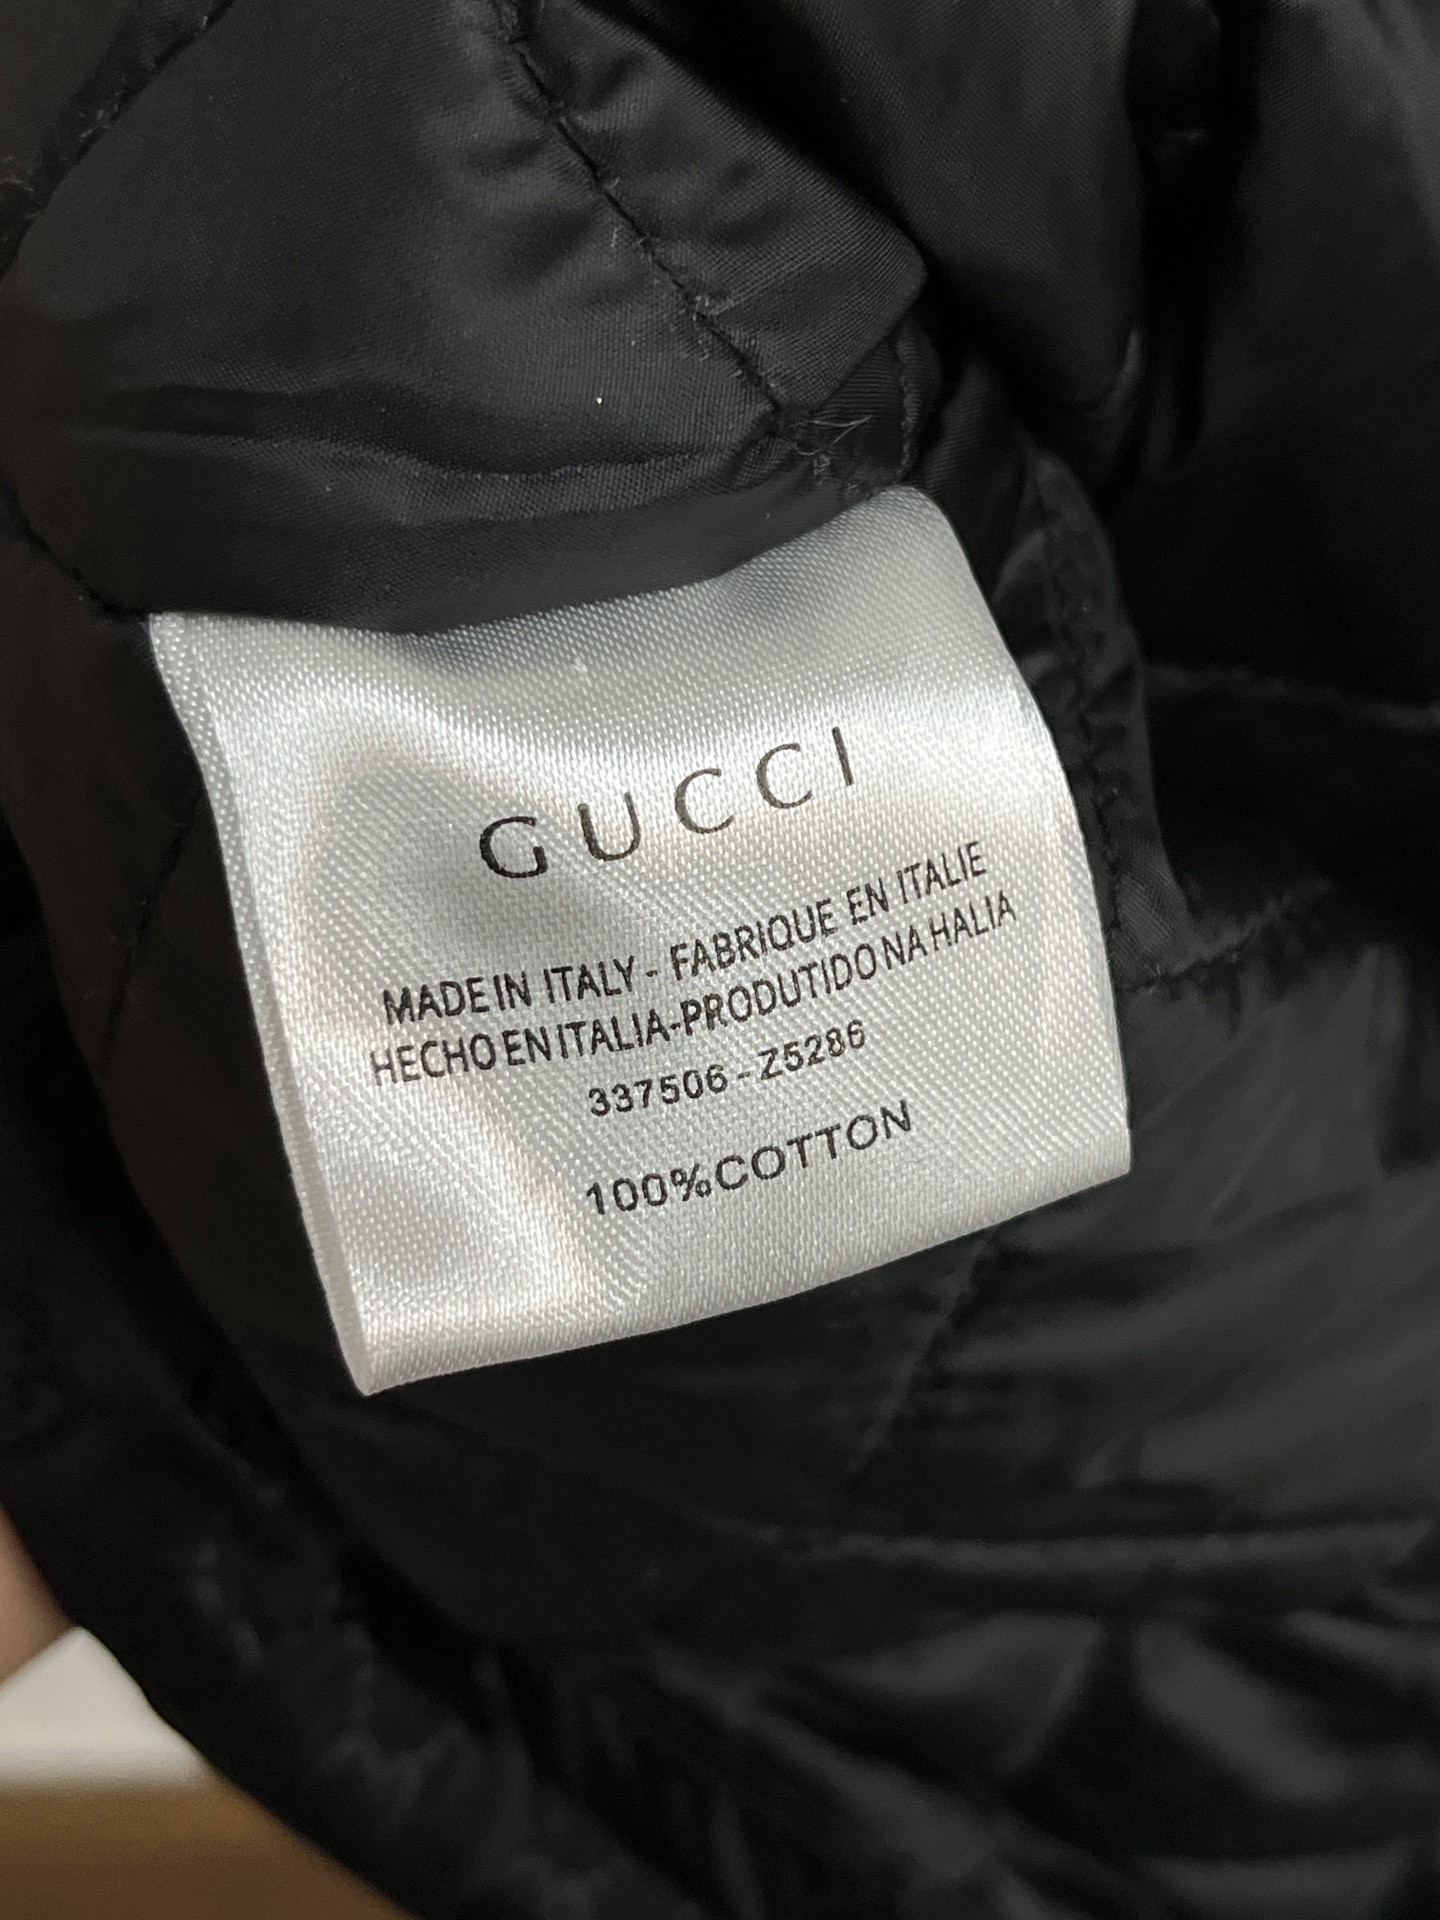 GUCCI
MADE IN ITALY - FABRIQUE EN ITALIE
HECHO EN ITALIA-PRODUTIDO NA HALIA
337506 - Z5286
100%COTTON